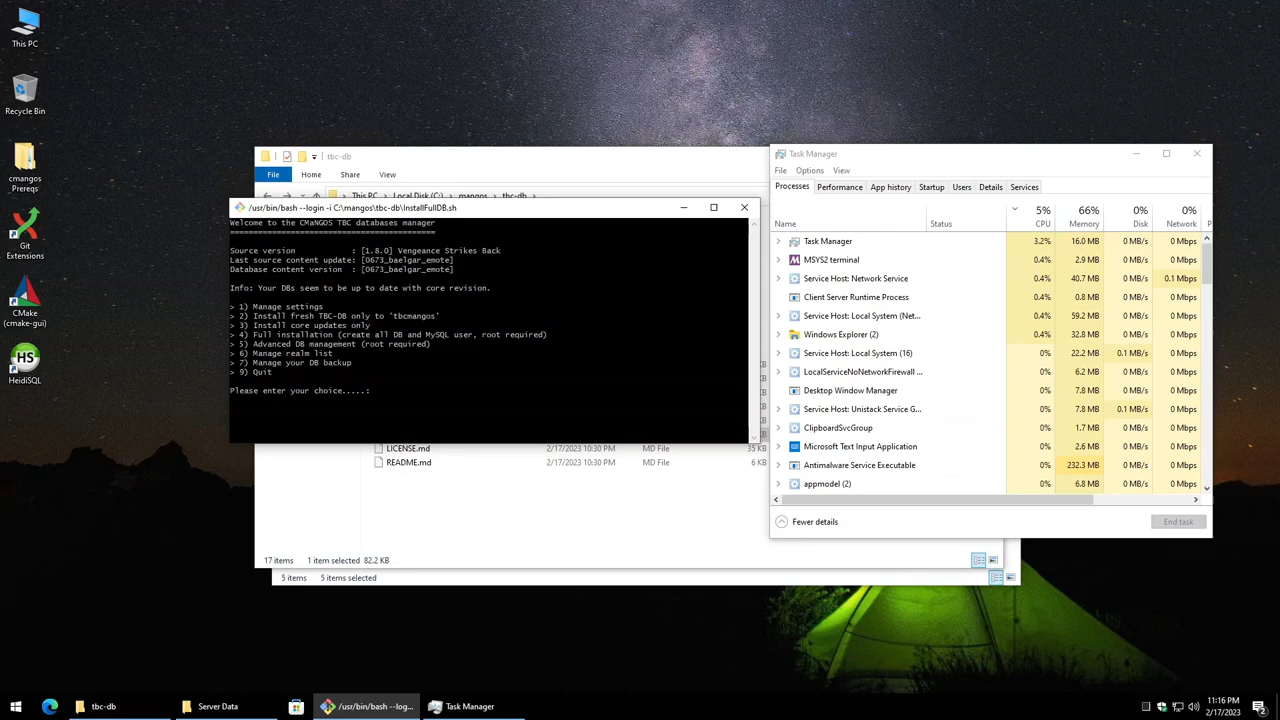 This PC
Recycle Bin
cmangos
Prereqs
Git
Extensions
CMake
(cmake-gui)
HeidiSQL
tbc-db
File Home Share View
This PC Local Disk (C:) mangos tbc-db
/usr/bin/bash --login -i C:\mangos\tbc-db\InstallFullDB.sh
Welcome to the CMaNGOS TBC databases manager
============================================
Source version : [1.8.0] Vengeance Strikes Back
Last source content update: [0673_baelgar_emote]
Database content version : [0673_baelgar_emote]
Info: Your DBs seem to be up to date with core revision.
> 1) Manage settings
> 2) Install fresh TBC-DB only to 'tbcmangos'
> 3) Install core updates only
> 4) Full installation (create all DB and MySQL user, root required)
> 5) Advanced DB management (root required)
> 6) Manage realm list
> 7) Manage your DB backup
> 9) Quit
Please enter your choice.....:
LICENSE.md 2/17/2023 10:30 PM MD File 35 KB
README.md 2/17/2023 10:30 PM MD File 6 KB
17 items 1 item selected 82.2 KB
5 items 5 items selected
Task Manager
File Options View
Processes Performance App history Startup Users Details Services
5% 66% 0% 0%
Name Status CPU Memory Disk Network
Task Manager 3.2% 16.0 MB 0 MB/s 0 Mbps
MSYS2 terminal 0.4% 2.9 MB 0 MB/s 0 Mbps
Service Host: Network Service 0.4% 40.7 MB 0 MB/s 0.1 Mbps
Client Server Runtime Process 0.4% 0.8 MB 0 MB/s 0 Mbps
Service Host: Local System (Net... 0.4% 59.2 MB 0 MB/s 0 Mbps
Windows Explorer (2) 0.4% 32.8 MB 0 MB/s 0 Mbps
Service Host: Local System (16) 0% 22.2 MB 0.1 MB/s 0 Mbps
LocalServiceNoNetworkFirewall ... 0% 6.2 MB 0 MB/s 0 Mbps
Desktop Window Manager 0% 7.8 MB 0 MB/s 0 Mbps
Service Host: Unistack Service G... 0% 7.8 MB 0.1 MB/s 0 Mbps
ClipboardSvcGroup 0% 1.7 MB 0 MB/s 0 Mbps
Microsoft Text Input Application 0% 2.6 MB 0 MB/s 0 Mbps
Antimalware Service Executable 0% 232.3 MB 0 MB/s 0 Mbps
appmodel (2) 0% 6.8 MB 0 MB/s 0 Mbps
Fewer details End task
tbc-db Server Data /usr/bin/bash --log... Task Manager
11:16 PM
2/17/2023
2